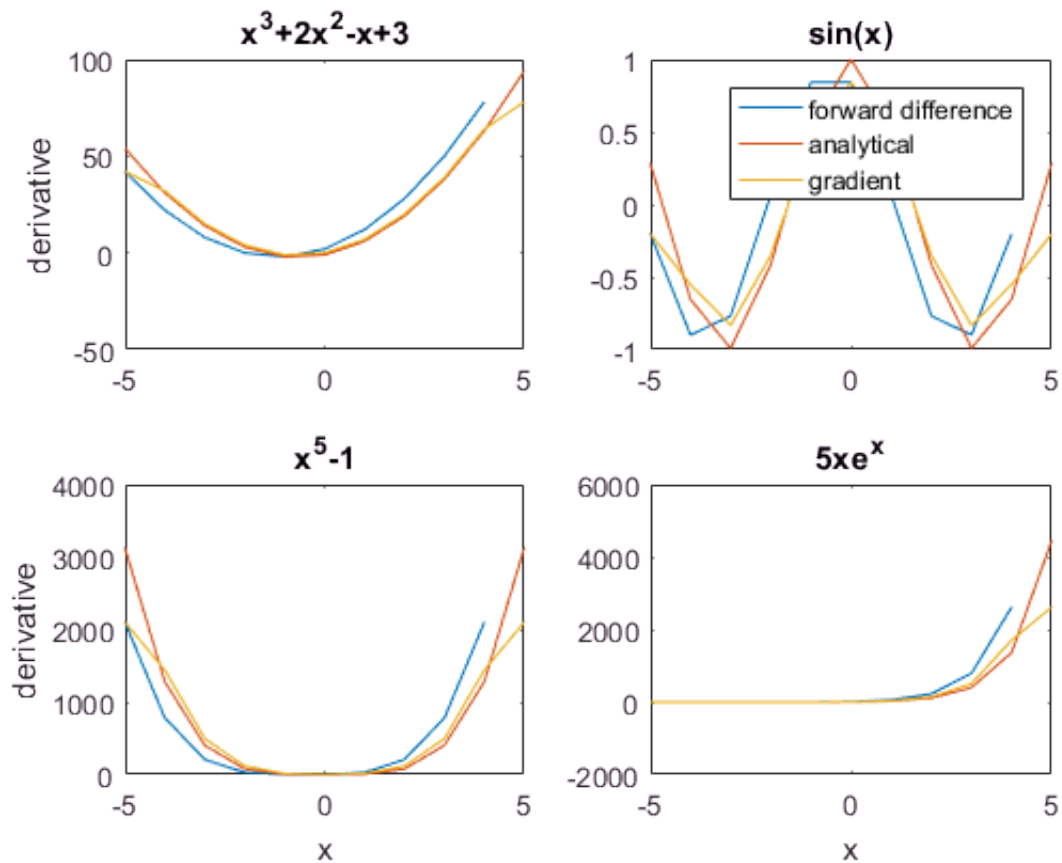 x³+2x²-x+3
100
50
0
-50
derivative
-5
0
5
sin(x)
1
0.5
0
-0.5
-1
forward difference
analytical
gradient
-5
0
5
x⁵-1
4000
3000
2000
1000
0
derivative
-5
0
5
x
5xeˣ
6000
4000
2000
0
-2000
-5
0
5
x